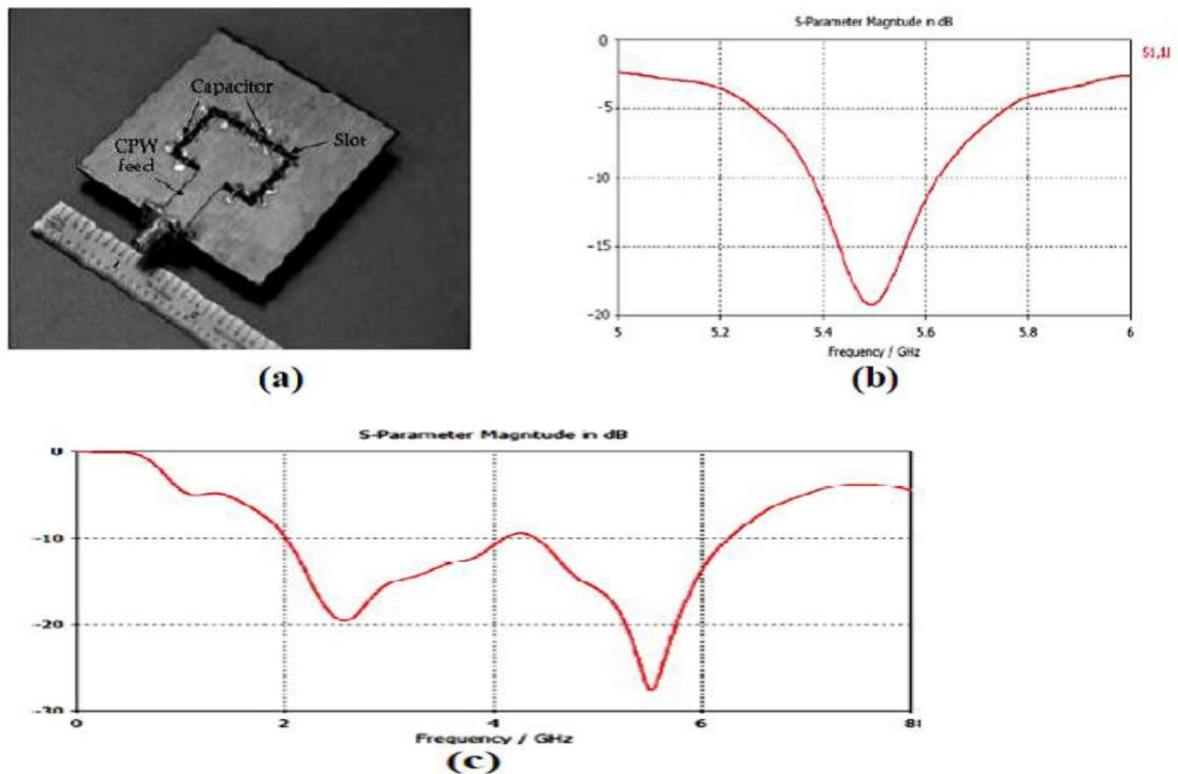 Capacitor
CPW
feed
Slot
(a)
S-Parameter Magnitude in dB
0
S1,1
-5
-10
-15
-20
5
5.2
5.4
5.6
5.8
6
Frequency / GHz
(b)
S-Parameter Magnitude in dB
0
-10
-20
-30
0
2
4
6
8
Frequency / GHz
(c)